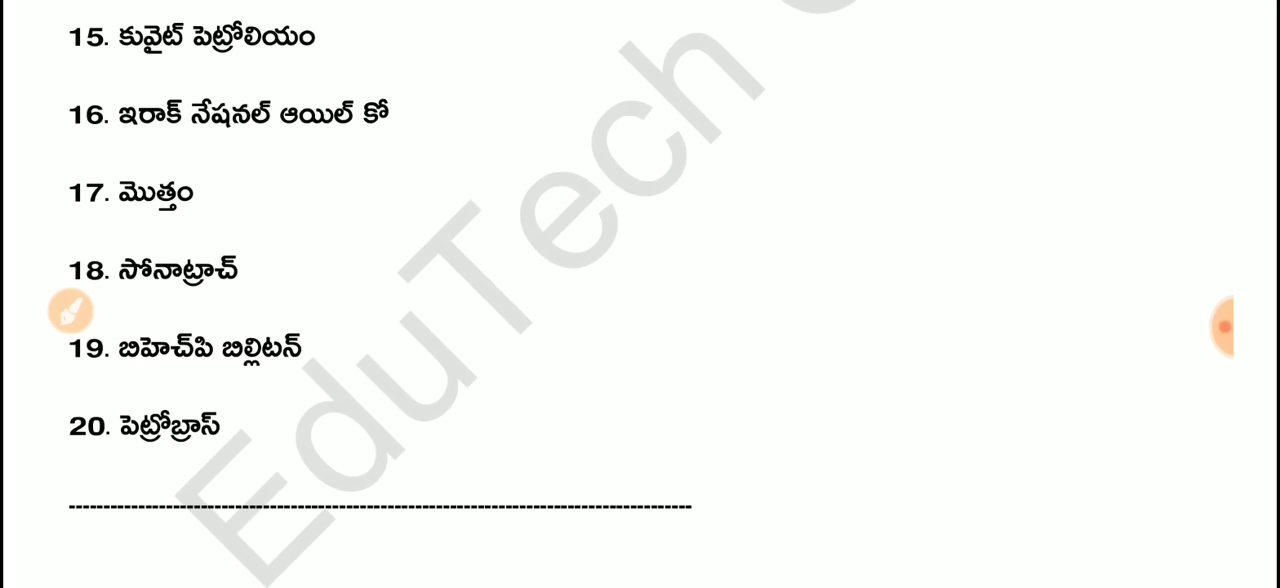 15. కువైట్ పెట్రోలియం
16. ఇరాక్ నేషనల్ ఆయిల్ కో
17. మొత్తం
18. సోనాట్రాచ్
19. బిహెచ్‌పి బిల్లిటన్
20. పెట్రోబ్రాస్
--------------------------------------------------------------------------------------------
EduTech